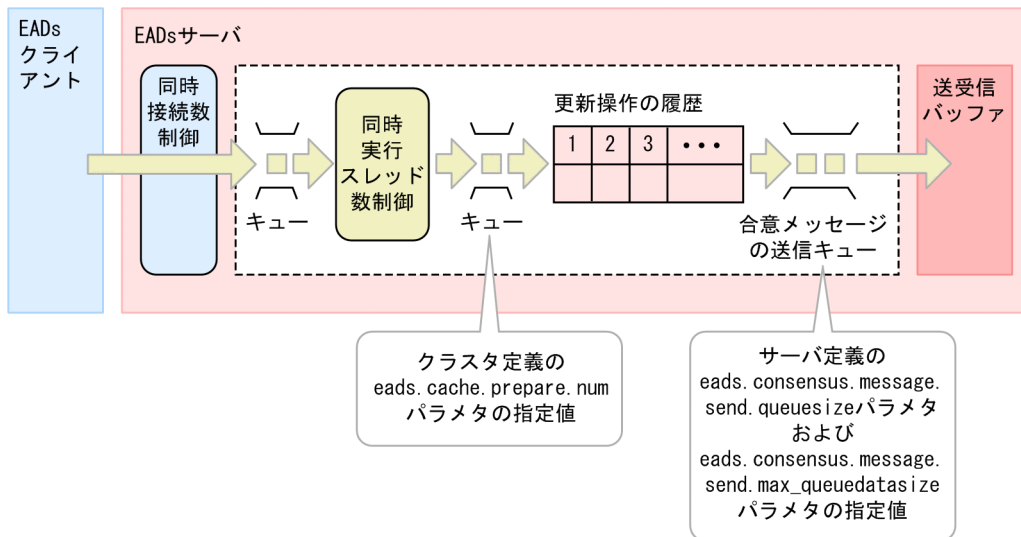 EADs
クライ
アント
EADsサーバ
同時
接続数
制御
キュー
同時
実行
スレッド
数制御
キュー
更新操作の履歴
1 2 3 •••
合意メッセージ
の送信キュー
送受信
バッファ
クラスタ定義の
eads.cache.prepare.num
パラメタの指定値
サーバ定義の
eads.consensus.message.
send.queuesizeパラメタ
および
eads.consensus.message.
send.max_queuedatasize
パラメタの指定値